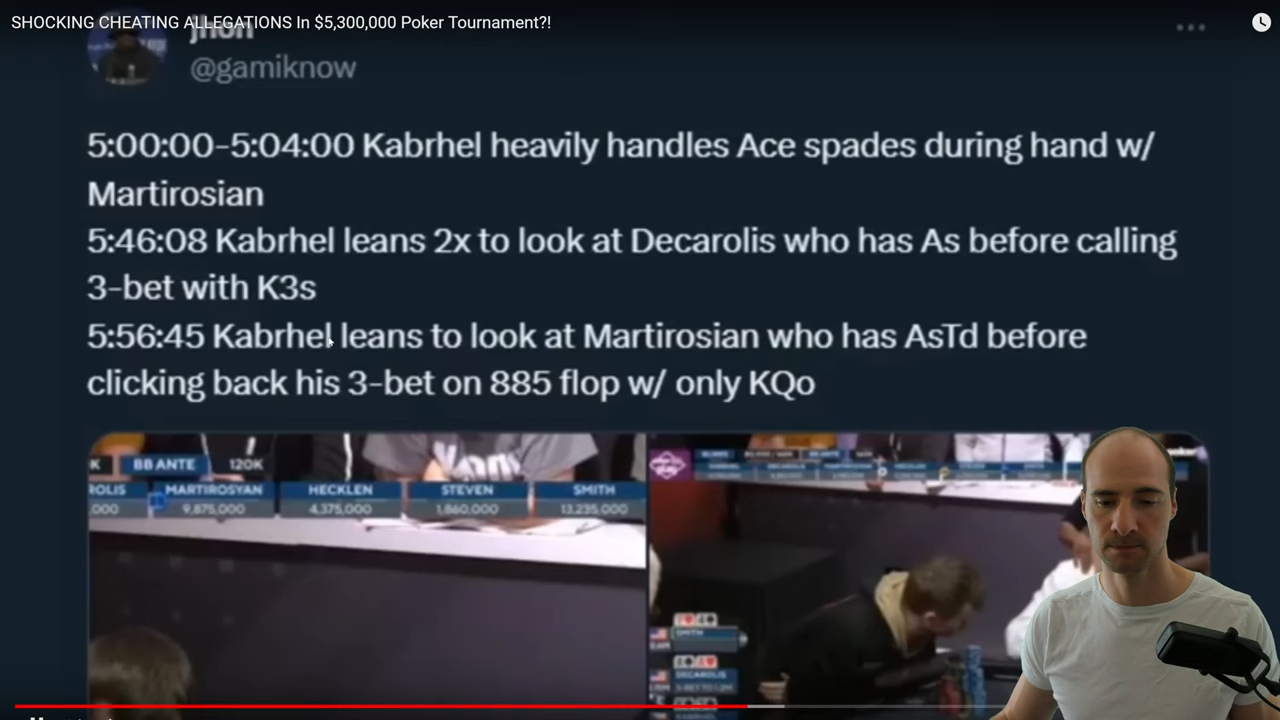 SHOCKING CHEATING ALLEGATIONS In $5,300,000 Poker Tournament?!
jhon
@gamiknow
5:00:00-5:04:00 Kabrhel heavily handles Ace spades during hand w/
Martirosian
5:46:08 Kabrhel leans 2x to look at Decarolis who has As before calling
3-bet with K3s
5:56:45 Kabrhel leans to look at Martirosian who has AsTd before
clicking back his 3-bet on 885 flop w/ only KQo
K BB ANTE 120K
ROLIS MARTIROSYAN HECKLEN STEVEN SMITH
000 9,875,000 4,375,000 1,860,000 13,235,000
SMITH
DECAROLIS